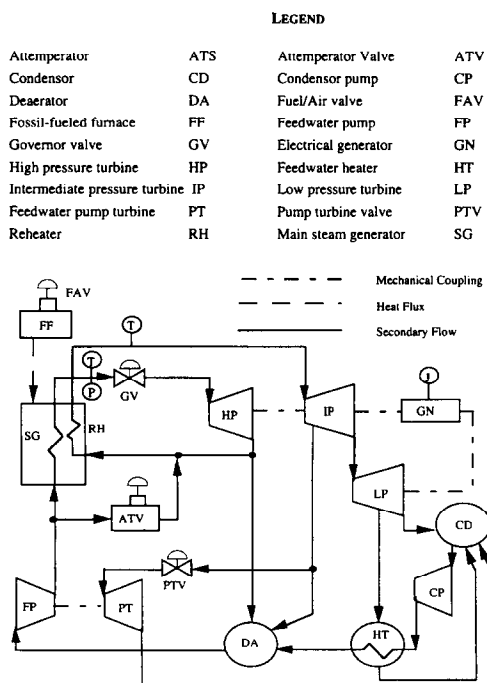 LEGEND
Attemperator ATS Attemperator Valve ATV
Condensor CD Condensor pump CP
Deaerator DA Fuel/Air valve FAV
Fossil-fueled furnace FF Feedwater pump FP
Governor valve GV Electrical generator GN
High pressure turbine HP Feedwater heater HT
Intermediate pressure turbine IP Low pressure turbine LP
Feedwater pump turbine PT Pump turbine valve PTV
Reheater RH Main steam generator SG
Mechanical Coupling
Heat Flux
Secondary Flow
FAV
FF
T
T
P
GV
J
SG
RH
HP
IP
GN
LP
ATV
CD
PTV
CP
FP
PT
DA
HT